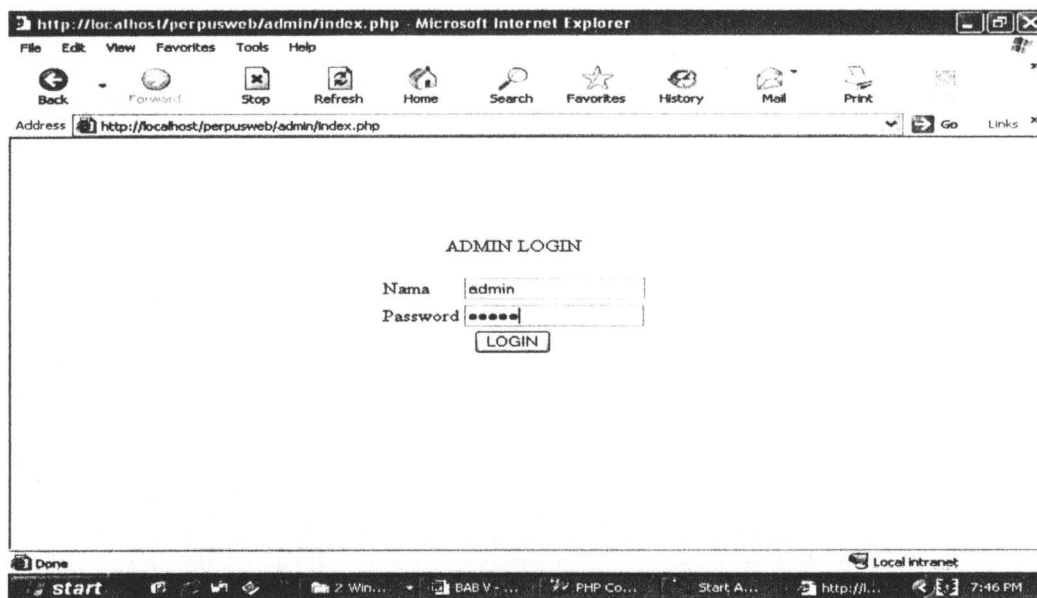 http://localhost/perpusweb/admin/index.php - Microsoft Internet Explorer
File Edit View Favorites Tools Help
Back Forward Stop Refresh Home Search Favorites History Mail Print
Address http://localhost/perpusweb/admin/index.php Go Links
ADMIN LOGIN
Nama admin
Password •••••
LOGIN
Done Local intranet
start 2 Win... BAB V - ... PHP Co... Start A... http://l... 7:46 PM